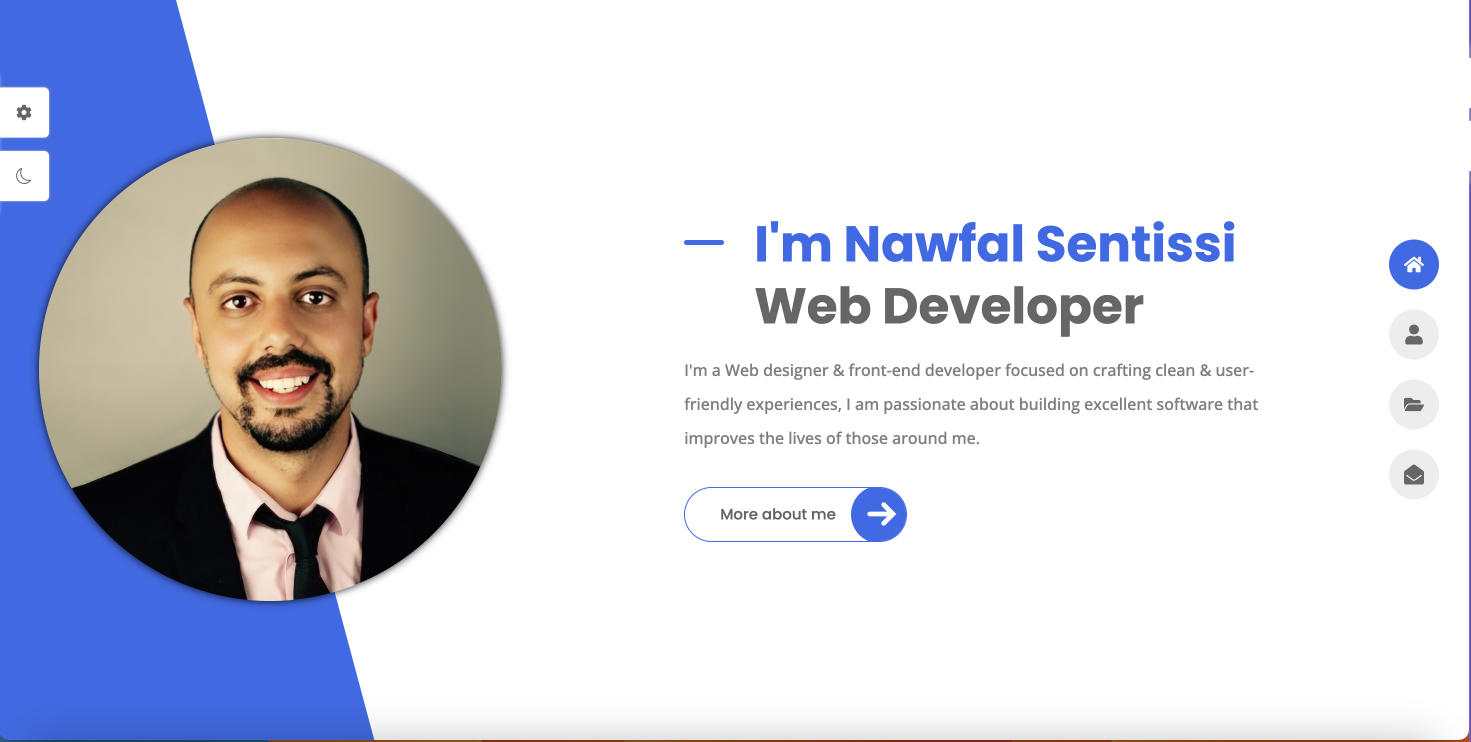 I'm Nawfal Sentissi
Web Developer
I'm a Web designer & front-end developer focused on crafting clean & user-
friendly experiences, I am passionate about building excellent software that
improves the lives of those around me.
More about me